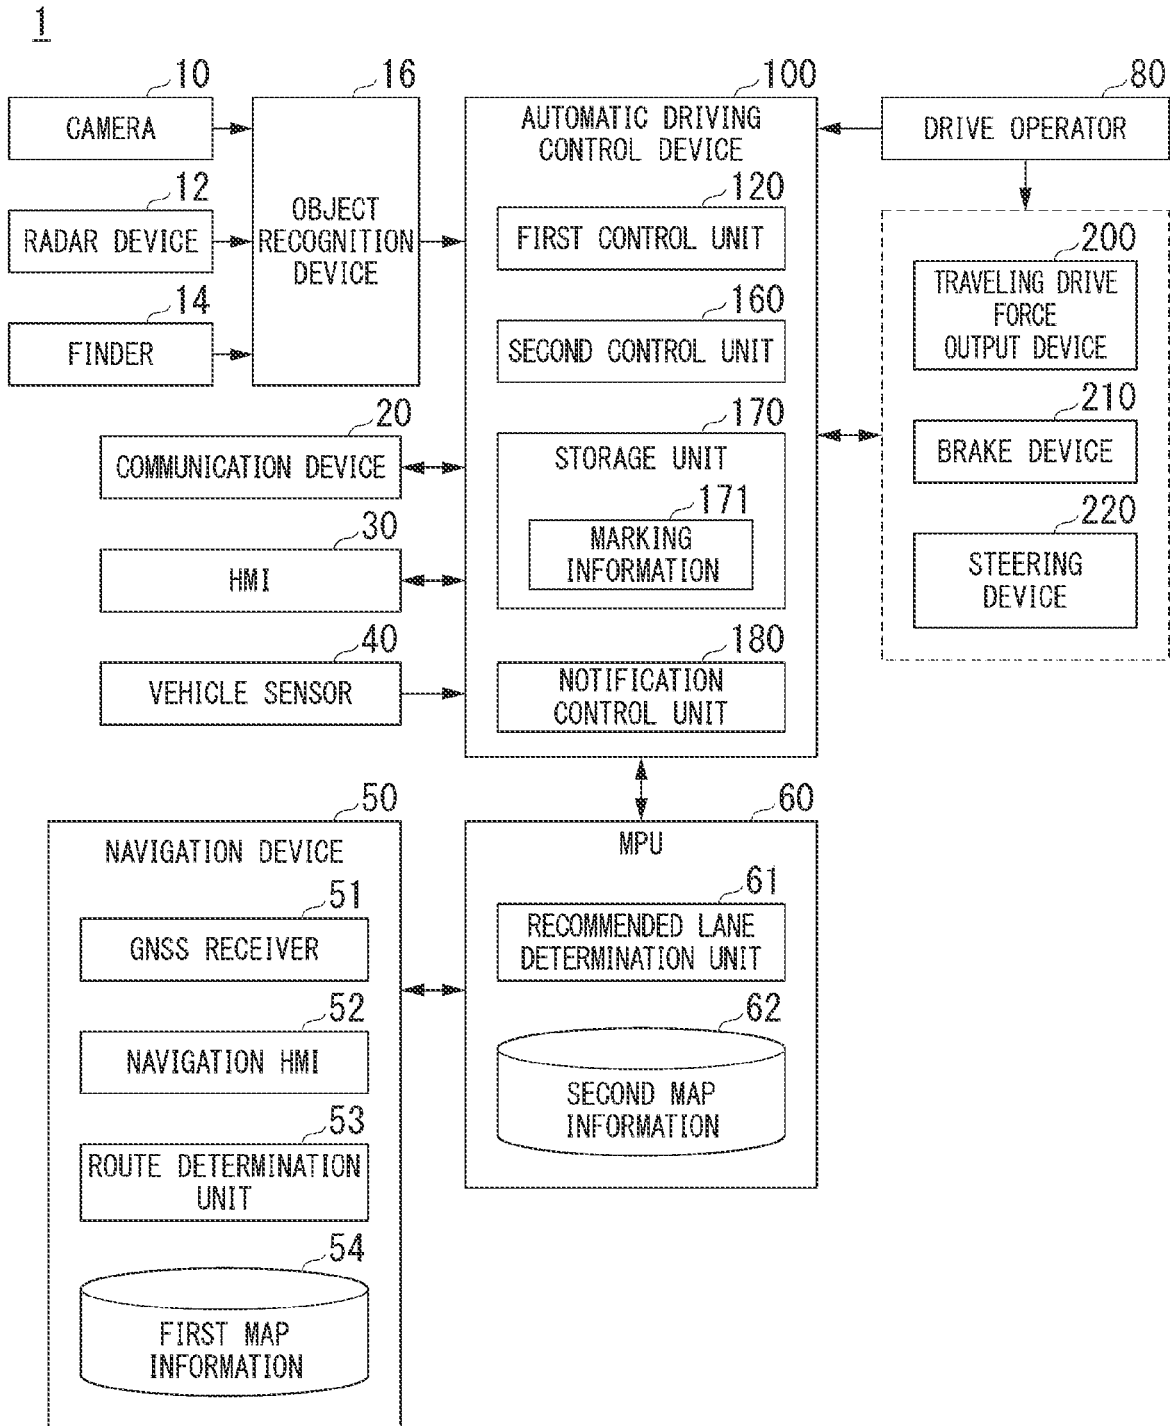 1
10
CAMERA
12
RADAR DEVICE
14
FINDER
16
OBJECT
RECOGNITION
DEVICE
20
COMMUNICATION DEVICE
30
HMI
40
VEHICLE SENSOR
100
AUTOMATIC DRIVING
CONTROL DEVICE
120
FIRST CONTROL UNIT
160
SECOND CONTROL UNIT
170
STORAGE UNIT
171
MARKING
INFORMATION
180
NOTIFICATION
CONTROL UNIT
80
DRIVE OPERATOR
200
TRAVELING DRIVE
FORCE
OUTPUT DEVICE
210
BRAKE DEVICE
220
STEERING
DEVICE
50
NAVIGATION DEVICE
51
GNSS RECEIVER
52
NAVIGATION HMI
53
ROUTE DETERMINATION
UNIT
54
FIRST MAP
INFORMATION
60
MPU
61
RECOMMENDED LANE
DETERMINATION UNIT
62
SECOND MAP
INFORMATION